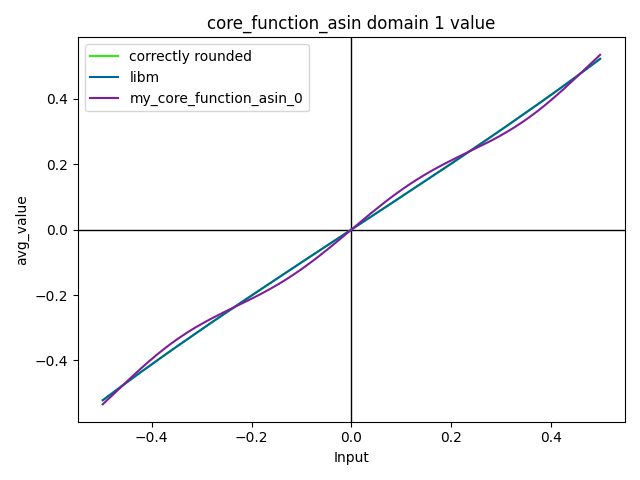 core_function_asin domain 1 value
correctly rounded
libm
my_core_function_asin_0
avg_value
0.4
0.2
0.0
−0.2
−0.4
−0.4
−0.2
0.0
0.2
0.4
Input